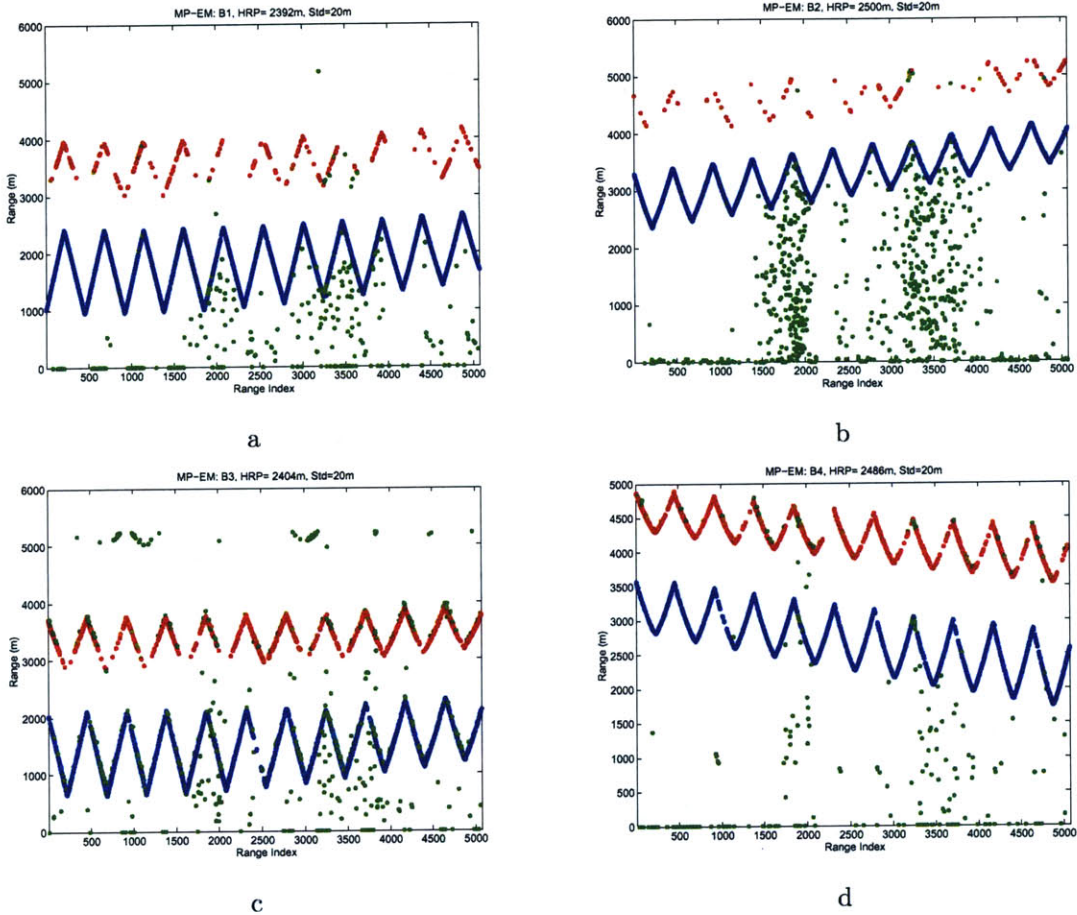 MP-EM: B1, HRP= 2392m, Std=20m
6000
5000
4000
3000
2000
1000
0
Range (m)
500 1000 1500 2000 2500 3000 3500 4000 4500 5000
Range Index
a
MP-EM: B2, HRP= 2500m, Std=20m
6000
5000
4000
3000
2000
1000
0
Range (m)
500 1000 1500 2000 2500 3000 3500 4000 4500 5000
Range Index
b
MP-EM: B3, HRP= 2404m, Std=20m
6000
5000
4000
3000
2000
1000
0
Range (m)
500 1000 1500 2000 2500 3000 3500 4000 4500 5000
Range Index
c
MP-EM: B4, HRP= 2486m, Std=20m
5000
4500
4000
3500
3000
2500
2000
1500
1000
500
0
Range (m)
500 1000 1500 2000 2500 3000 3500 4000 4500 5000
Range Index
d